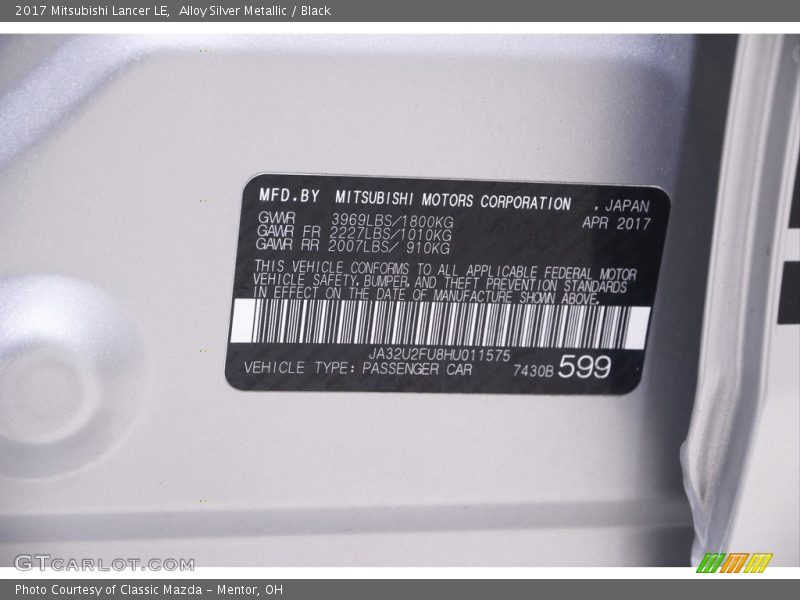 2017 Mitsubishi Lancer LE,  Alloy Silver Metallic / Black
MFD.BY MITSUBISHI MOTORS CORPORATION , JAPAN
APR 2017
GVWR 3969LBS/1800KG
GAWR FR 2227LBS/1010KG
GAWR RR 2007LBS/ 910KG
THIS VEHICLE CONFORMS TO ALL APPLICABLE FEDERAL MOTOR
VEHICLE SAFETY, BUMPER, AND THEFT PREVENTION STANDARDS
IN EFFECT ON THE DATE OF MANUFACTURE SHOWN ABOVE.
JA32U2FU8HU011575
VEHICLE TYPE: PASSENGER CAR 7430B 599
GTCARLOT.COM
Photo Courtesy of Classic Mazda - Mentor, OH